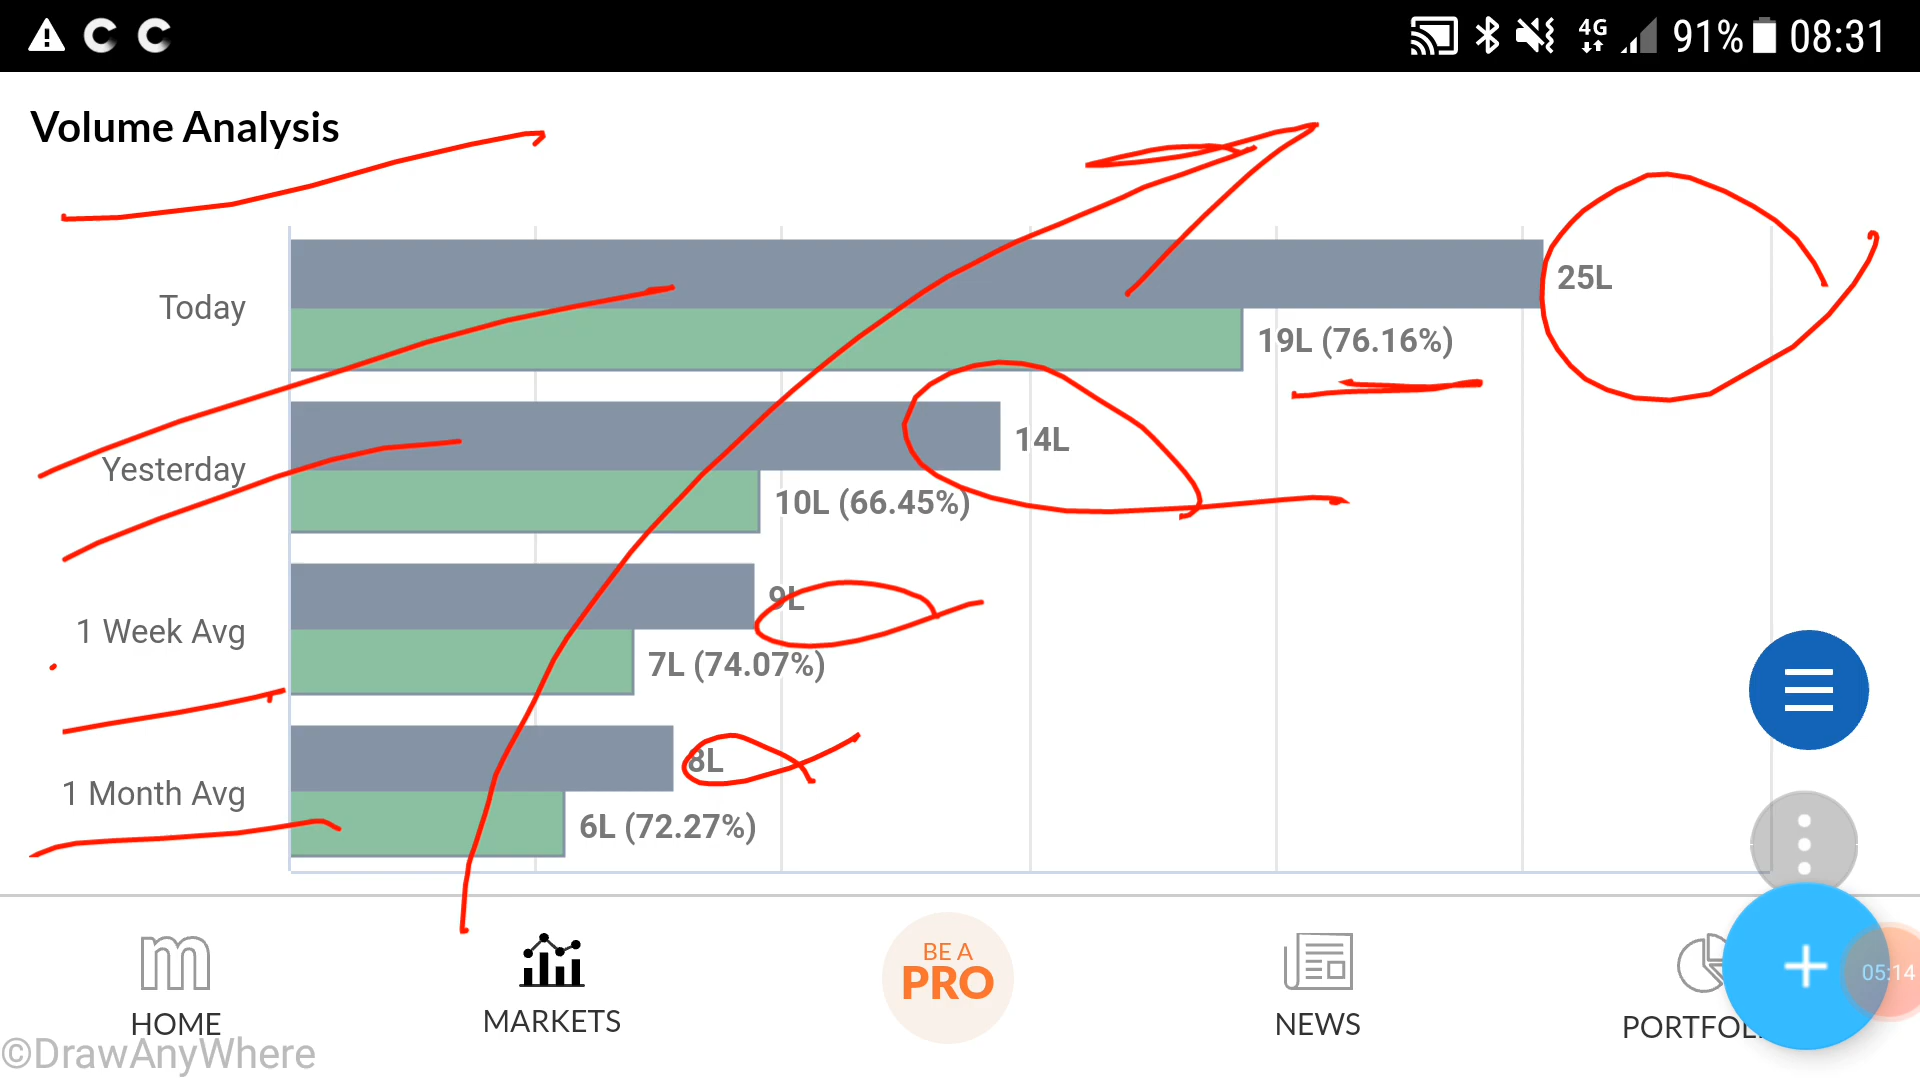 C C 4G 91% 08:31
Volume Analysis
Today
25L
19L (76.16%)
Yesterday
14L
10L (66.45%)
1 Week Avg
9L
7L (74.07%)
1 Month Avg
8L
6L (72.27%)
BE A
PRO
HOME
MARKETS
NEWS
PORTFOL
05:14
©DrawAnyWhere